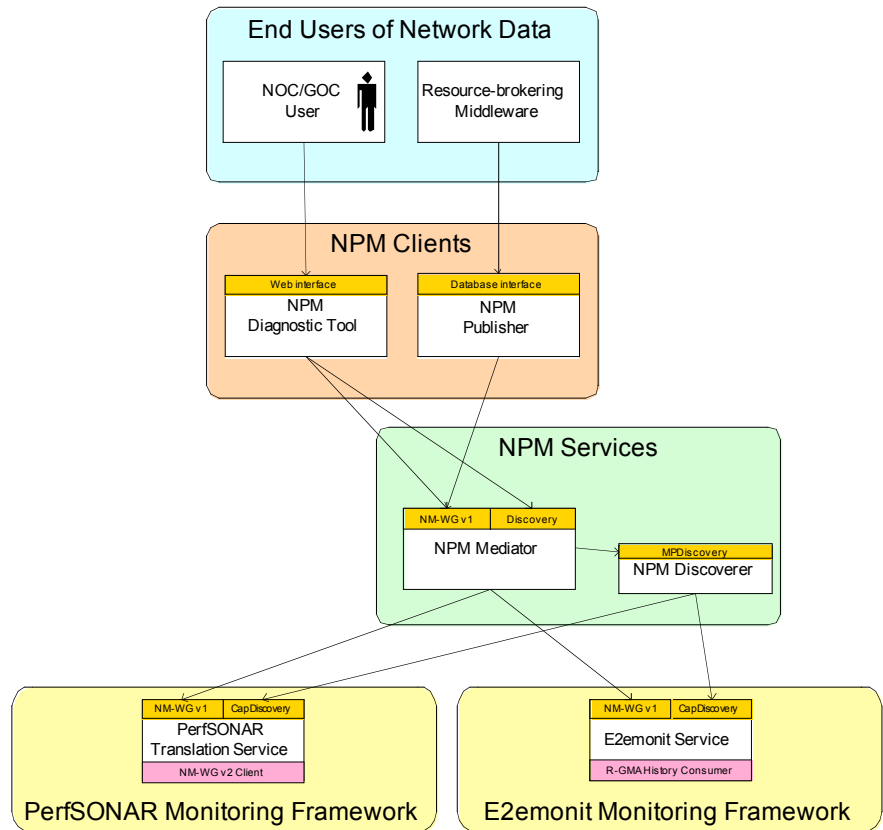 End Users of Network Data
NOC/GOC
User
Resource-brokering
Middleware
NPM Clients
Web interface
NPM
Diagnostic Tool
Database interface
NPM
Publisher
NPM Services
NM-WG v1
Discovery
NPM Mediator
MPDiscovery
NPM Discoverer
NM-WG v1
CapDiscovery
PerfSONAR
Translation Service
NM-WG v2 Client
PerfSONAR Monitoring Framework
NM-WG v1
CapDiscovery
E2emonit Service
R-GMA History Consumer
E2emonit Monitoring Framework